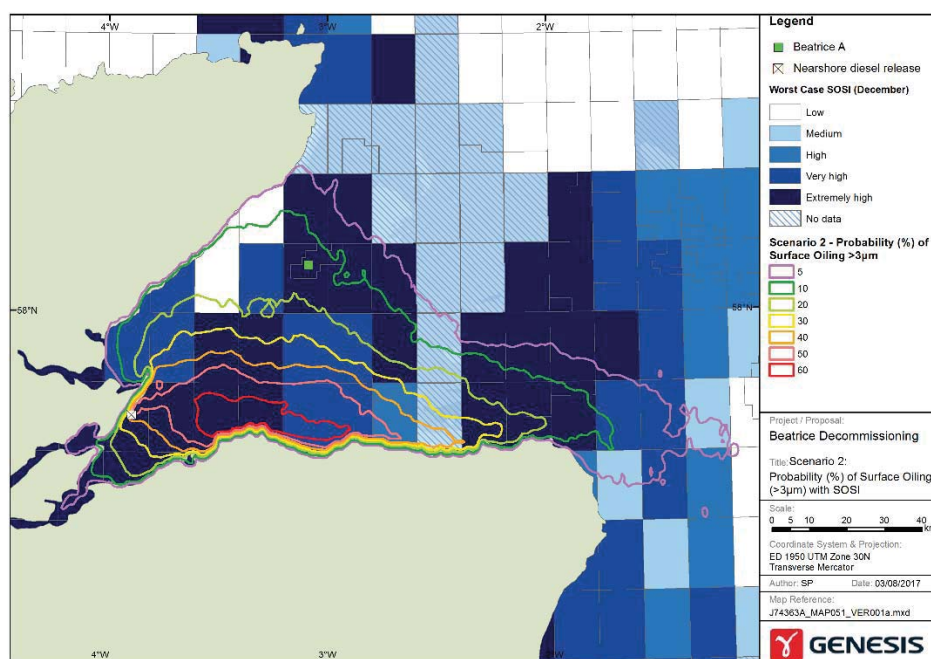 4°W
3°W
2°W
58°N
58°N
4°W
3°W
2°W
Legend
Beatrice A
Nearshore diesel release
Worst Case SOSI (December)
Low
Medium
High
Very high
Extremely high
No data
Scenario 2 - Probability (%) of
Surface Oiling >3µm
5
10
20
30
40
50
60
Project / Proposal:
Beatrice Decommissioning
Title: Scenario 2:
Probability (%) of Surface Oiling
(>3µm) with SOSI
Scale:
0 5 10 20 30 40
km
Coordinate System & Projection:
ED 1950 UTM Zone 30N
Transverse Mercator
Author: SP Date: 03/08/2017
Map Reference:
J74363A_MAP051_VER001a.mxd
GENESIS